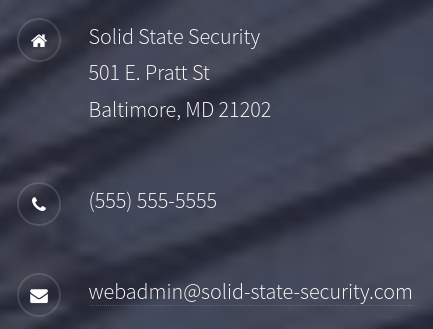 Solid State Security
501 E. Pratt St
Baltimore, MD 21202
(555) 555-5555
webadmin@solid-state-security.com